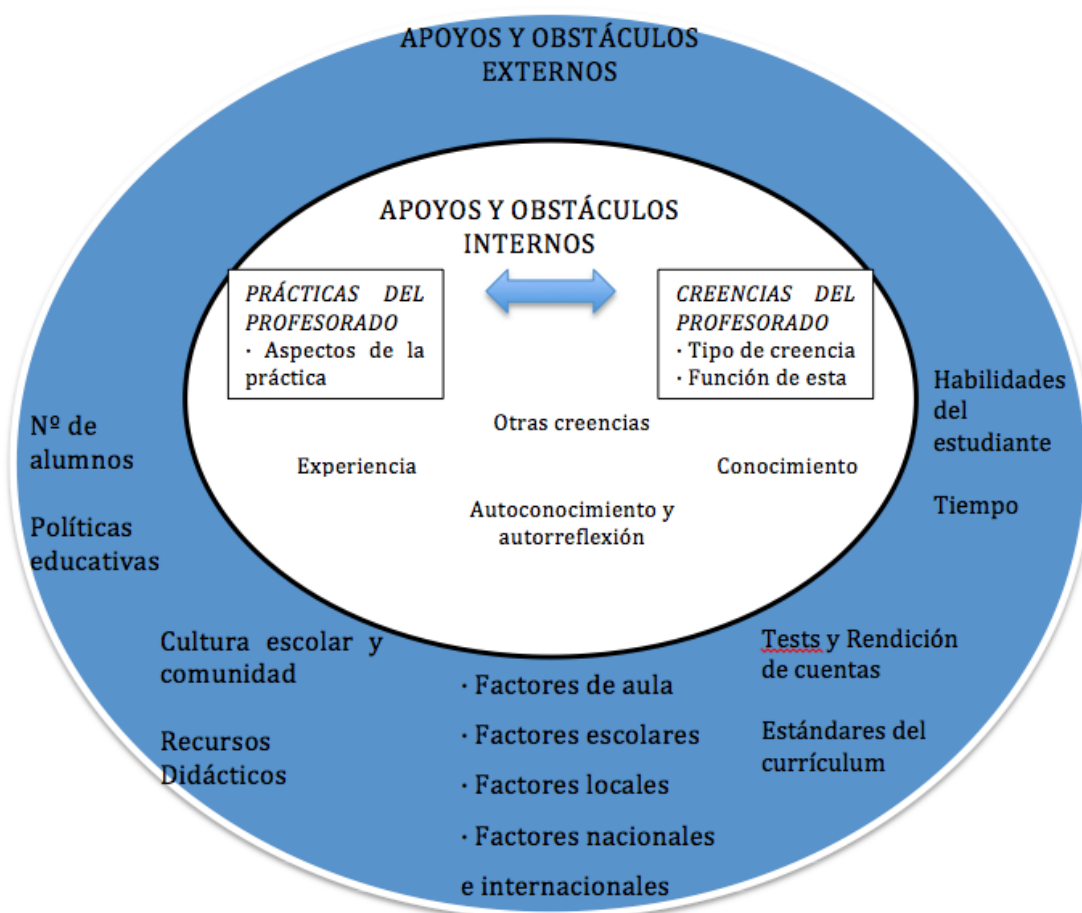 APOYOS Y OBSTÁCULOS
EXTERNOS
APOYOS Y OBSTÁCULOS
INTERNOS
PRÁCTICAS DEL
PROFESORADO
· Aspectos de la
práctica
CREENCIAS DEL
PROFESORADO
· Tipo de creencia
· Función de esta
Otras creencias
Experiencia
Conocimiento
Autoconocimiento y
autorreflexión
Nº de
alumnos
Políticas
educativas
Habilidades
del
estudiante
Tiempo
Cultura escolar y
comunidad
Recursos
Didácticos
· Factores de aula
· Factores escolares
· Factores locales
· Factores nacionales
e internacionales
Tests y Rendición
de cuentas
Estándares del
currículum